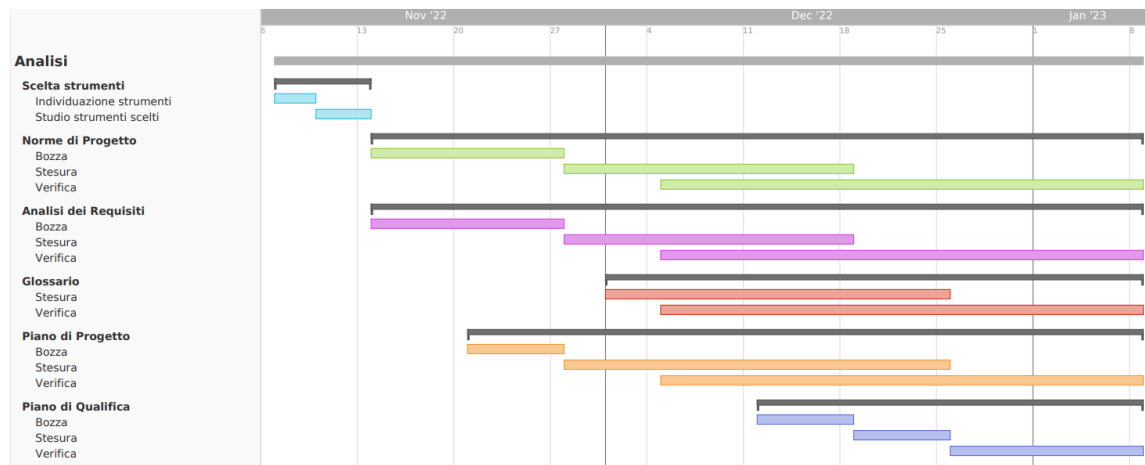 Nov '22 Dec '22 Jan '23
6 13 20 27 4 11 18 25 1 8
Analisi
Scelta strumenti
Individuazione strumenti
Studio strumenti scelti
Norme di Progetto
Bozza
Stesura
Verifica
Analisi dei Requisiti
Bozza
Stesura
Verifica
Glossario
Stesura
Verifica
Piano di Progetto
Bozza
Stesura
Verifica
Piano di Qualifica
Bozza
Stesura
Verifica